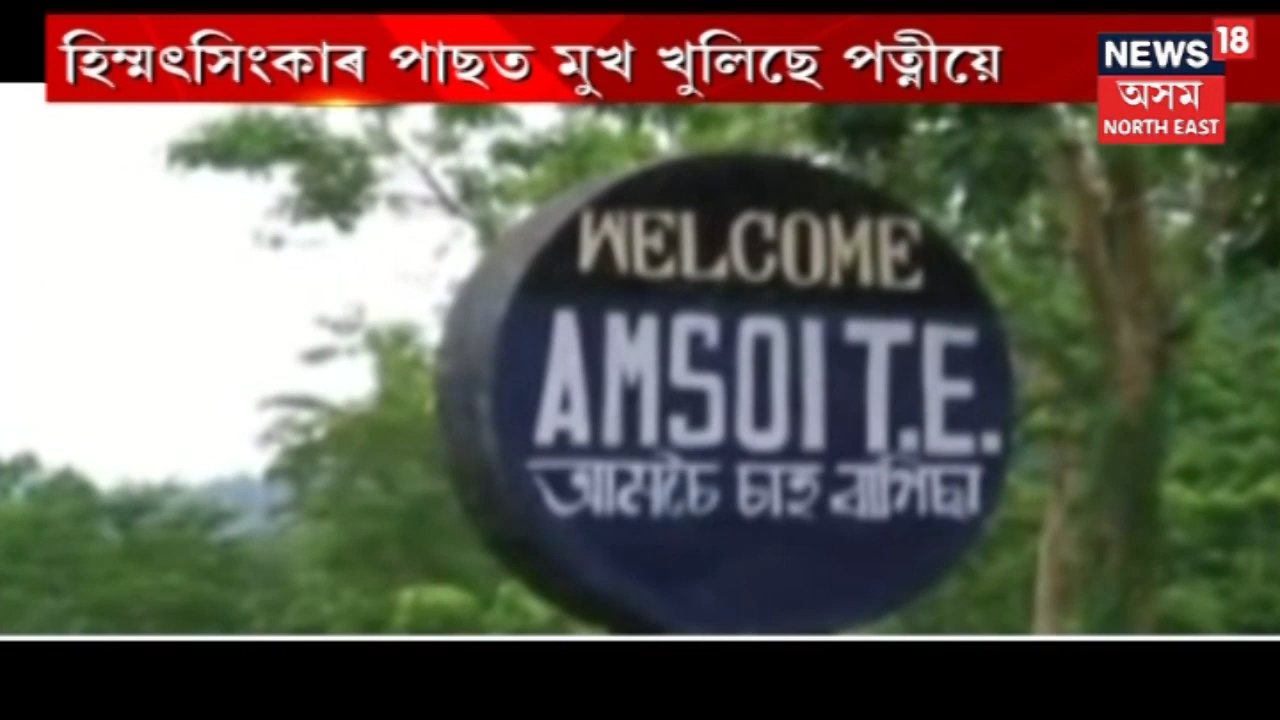 হিম্মৎসিংকাৰ পাছত মুখ খুলিছে পত্নীয়ে
NEWS 18
অসম
NORTH EAST
WELCOME
AMSOI T.E.
আমচৈ চাহ বাগিচা